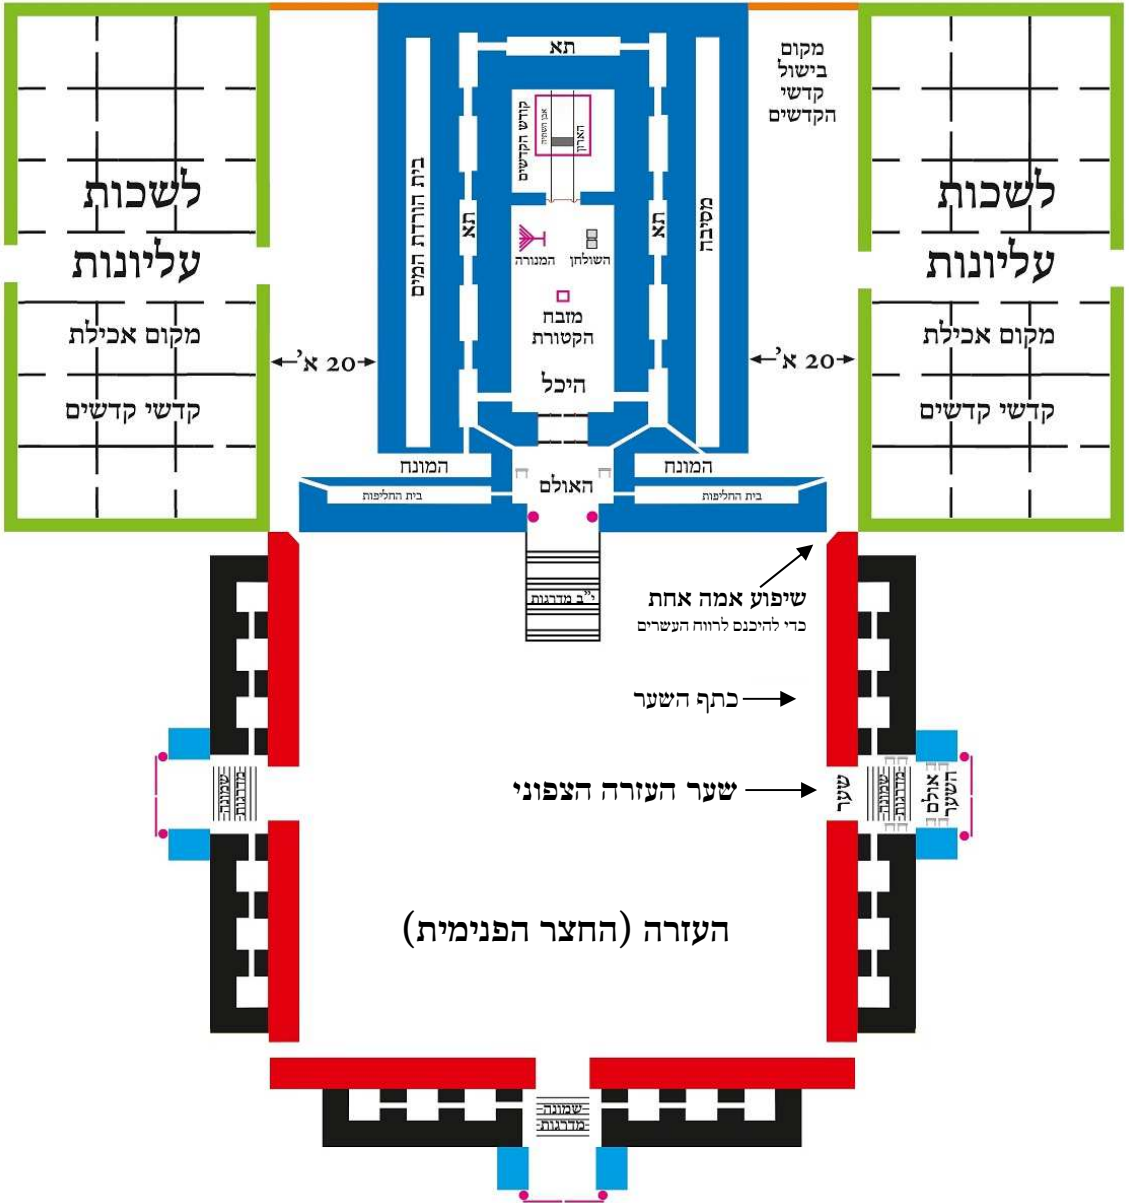 תא
מקום
בישול
קדשי
הקדשים
קודש הקדשים
אבן השתיה
הארון
לשכות
עליונות
מקום אכילת
קדשי קדשים
בית הורדת המים
תא
תא
מסיבה
לשכות
עליונות
מקום אכילת
קדשי קדשים
המנורה
השולחן
מזבח
הקטורת
20 א'
20 א'
היכל
המונח
המונח
האולם
בית החליפות
בית החליפות
י"ב מדרגות
שיפוע אמה אחת
כדי להיכנס לרווח העשרים
כתף השער
שער העזרה הצפוני
שער
שמונה
מדרגות
אולם
השער
שמונה
מדרגות
העזרה (החצר הפנימית)
שמונה
מדרגות